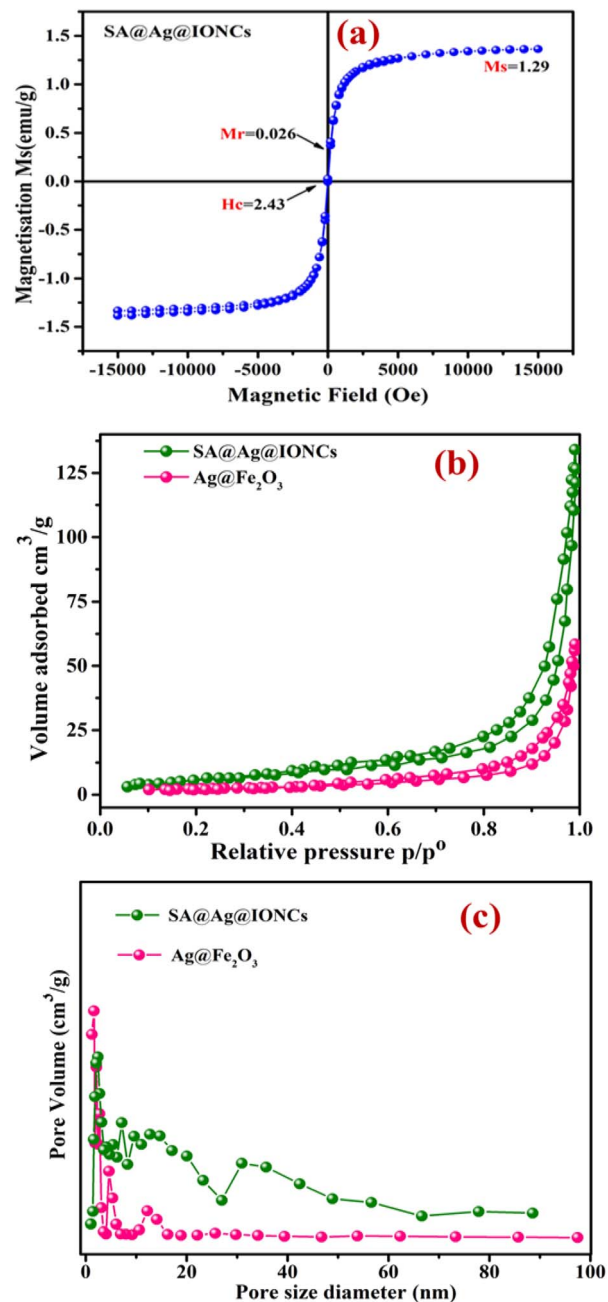 SA@Ag@IONCs
(a)
Ms=1.29
Mr=0.026
Hc=2.43
Magnetisation Ms(emu/g)
1.5
1.0
0.5
0.0
-0.5
-1.0
-1.5
-15000 -10000 -5000 0 5000 10000 15000
Magnetic Field (Oe)
SA@Ag@IONCs
Ag@Fe₂O₃
(b)
Volume adsorbed cm³/g
125
100
75
50
25
0
0.0 0.2 0.4 0.6 0.8 1.0
Relative pressure p/p⁰
SA@Ag@IONCs
Ag@Fe₂O₃
(c)
Pore Volume (cm³/g)
0 20 40 60 80 100
Pore size diameter (nm)